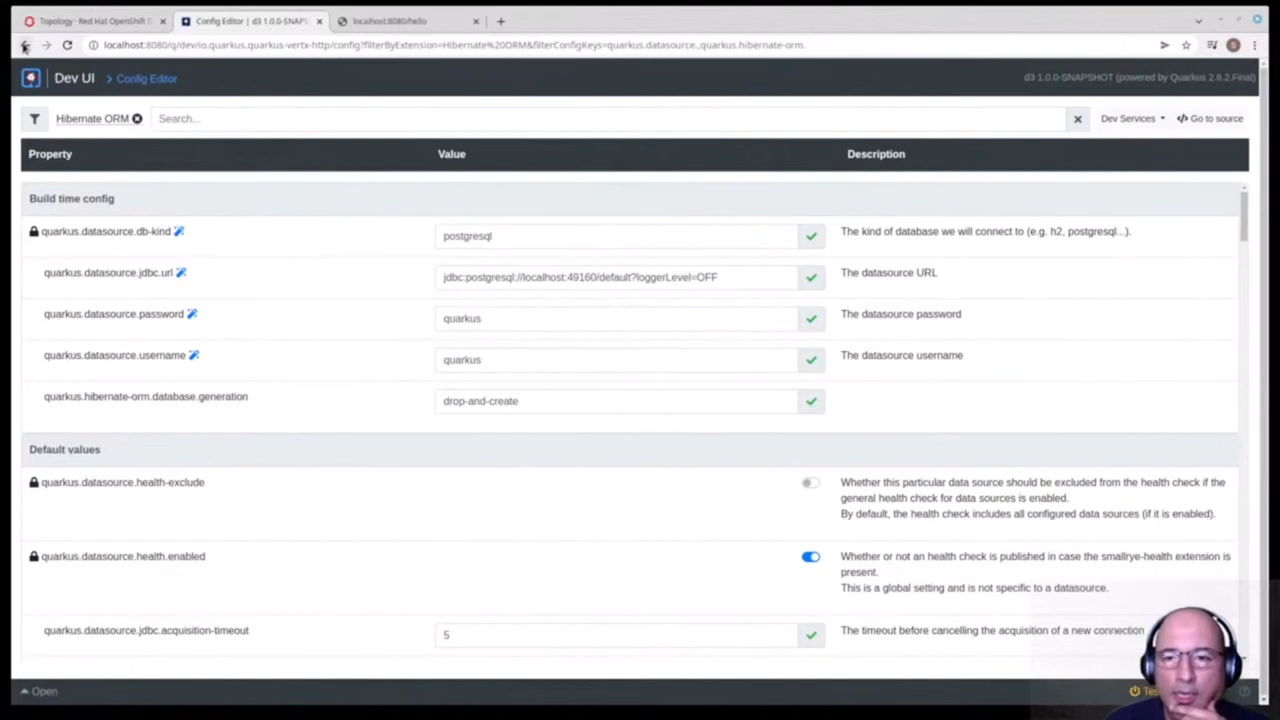 Topology · Red Hat OpenShift D
Config Editor | d3 1.0.0-SNAPS
localhost:8080/hello
localhost:8080/q/dev/io.quarkus.quarkus-vertx-http/config?filterByExtension=Hibernate%20ORM&filterConfigKeys=quarkus.datasource.,quarkus.hibernate-orm.
S
Dev UI > Config Editor
d3 1.0.0-SNAPSHOT (powered by Quarkus 2.6.2.Final)
Hibernate ORM
Search...
Dev Services
</> Go to source
Property Value Description
Build time config
quarkus.datasource.db-kind postgresql The kind of database we will connect to (e.g. h2, postgresql...).
quarkus.datasource.jdbc.url jdbc:postgresql://localhost:49160/default?loggerLevel=OFF The datasource URL
quarkus.datasource.password quarkus The datasource password
quarkus.datasource.username quarkus The datasource username
quarkus.hibernate-orm.database.generation drop-and-create
Default values
quarkus.datasource.health-exclude Whether this particular data source should be excluded from the health check if the
general health check for data sources is enabled.
By default, the health check includes all configured data sources (if it is enabled).
quarkus.datasource.health.enabled Whether or not an health check is published in case the smallrye-health extension is
present.
This is a global setting and is not specific to a datasource.
quarkus.datasource.jdbc.acquisition-timeout 5 The timeout before cancelling the acquisition of a new connection
Open